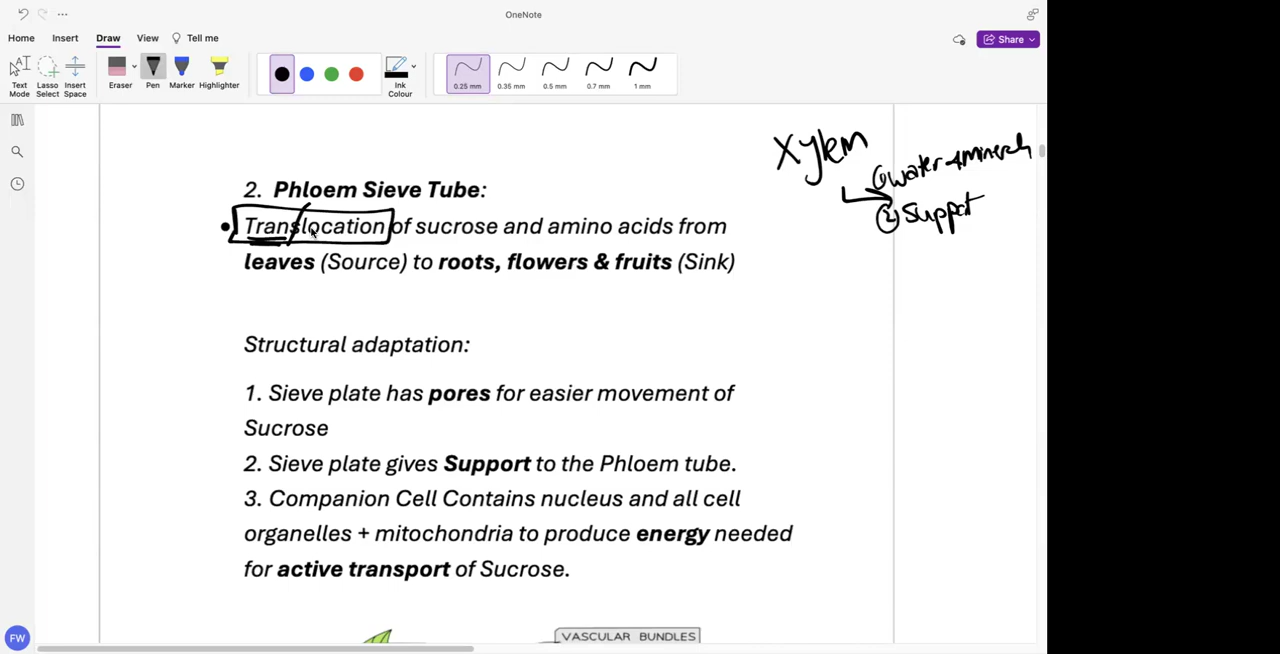 OneNote
Home Insert Draw View Tell me
Share
Text Mode
Lasso Select
Insert Space
Eraser
Pen
Marker
Highlighter
Ink Colour
0.25 mm
0.35 mm
0.5 mm
0.7 mm
1 mm
Xylem
① water + minerals
② Support
2. Phloem Sieve Tube:
• Translocation of sucrose and amino acids from
leaves (Source) to roots, flowers & fruits (Sink)
Structural adaptation:
1. Sieve plate has pores for easier movement of
Sucrose
2. Sieve plate gives Support to the Phloem tube.
3. Companion Cell Contains nucleus and all cell
organelles + mitochondria to produce energy needed
for active transport of Sucrose.
VASCULAR BUNDLES
FW